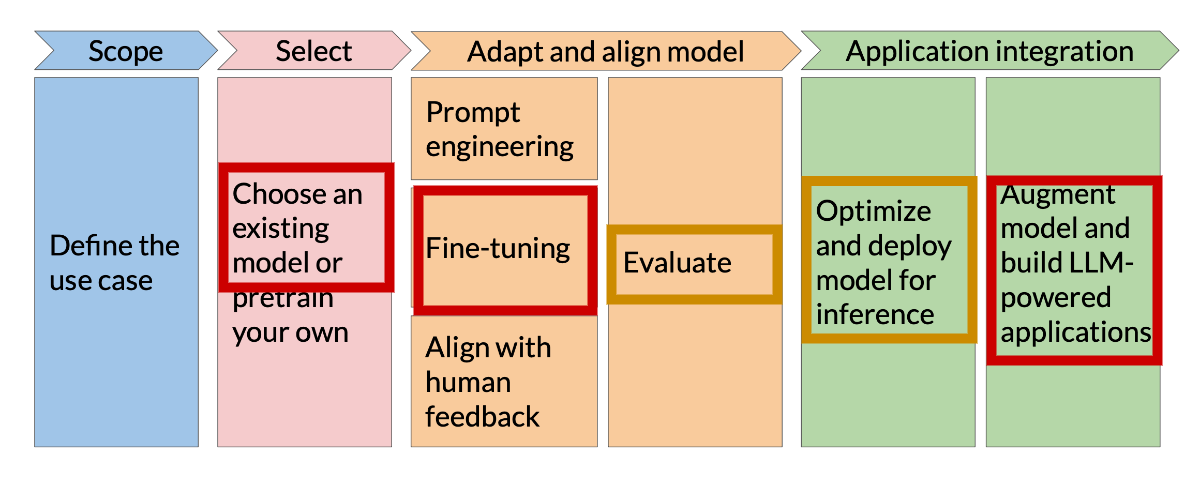 Scope
Select
Adapt and align model
Application integration
Define the
use case
Choose an
existing
model or
pretrain
your own
Prompt
engineering
Fine-tuning
Align with
human
feedback
Evaluate
Optimize
and deploy
model for
inference
Augment
model and
build LLM-
powered
applications